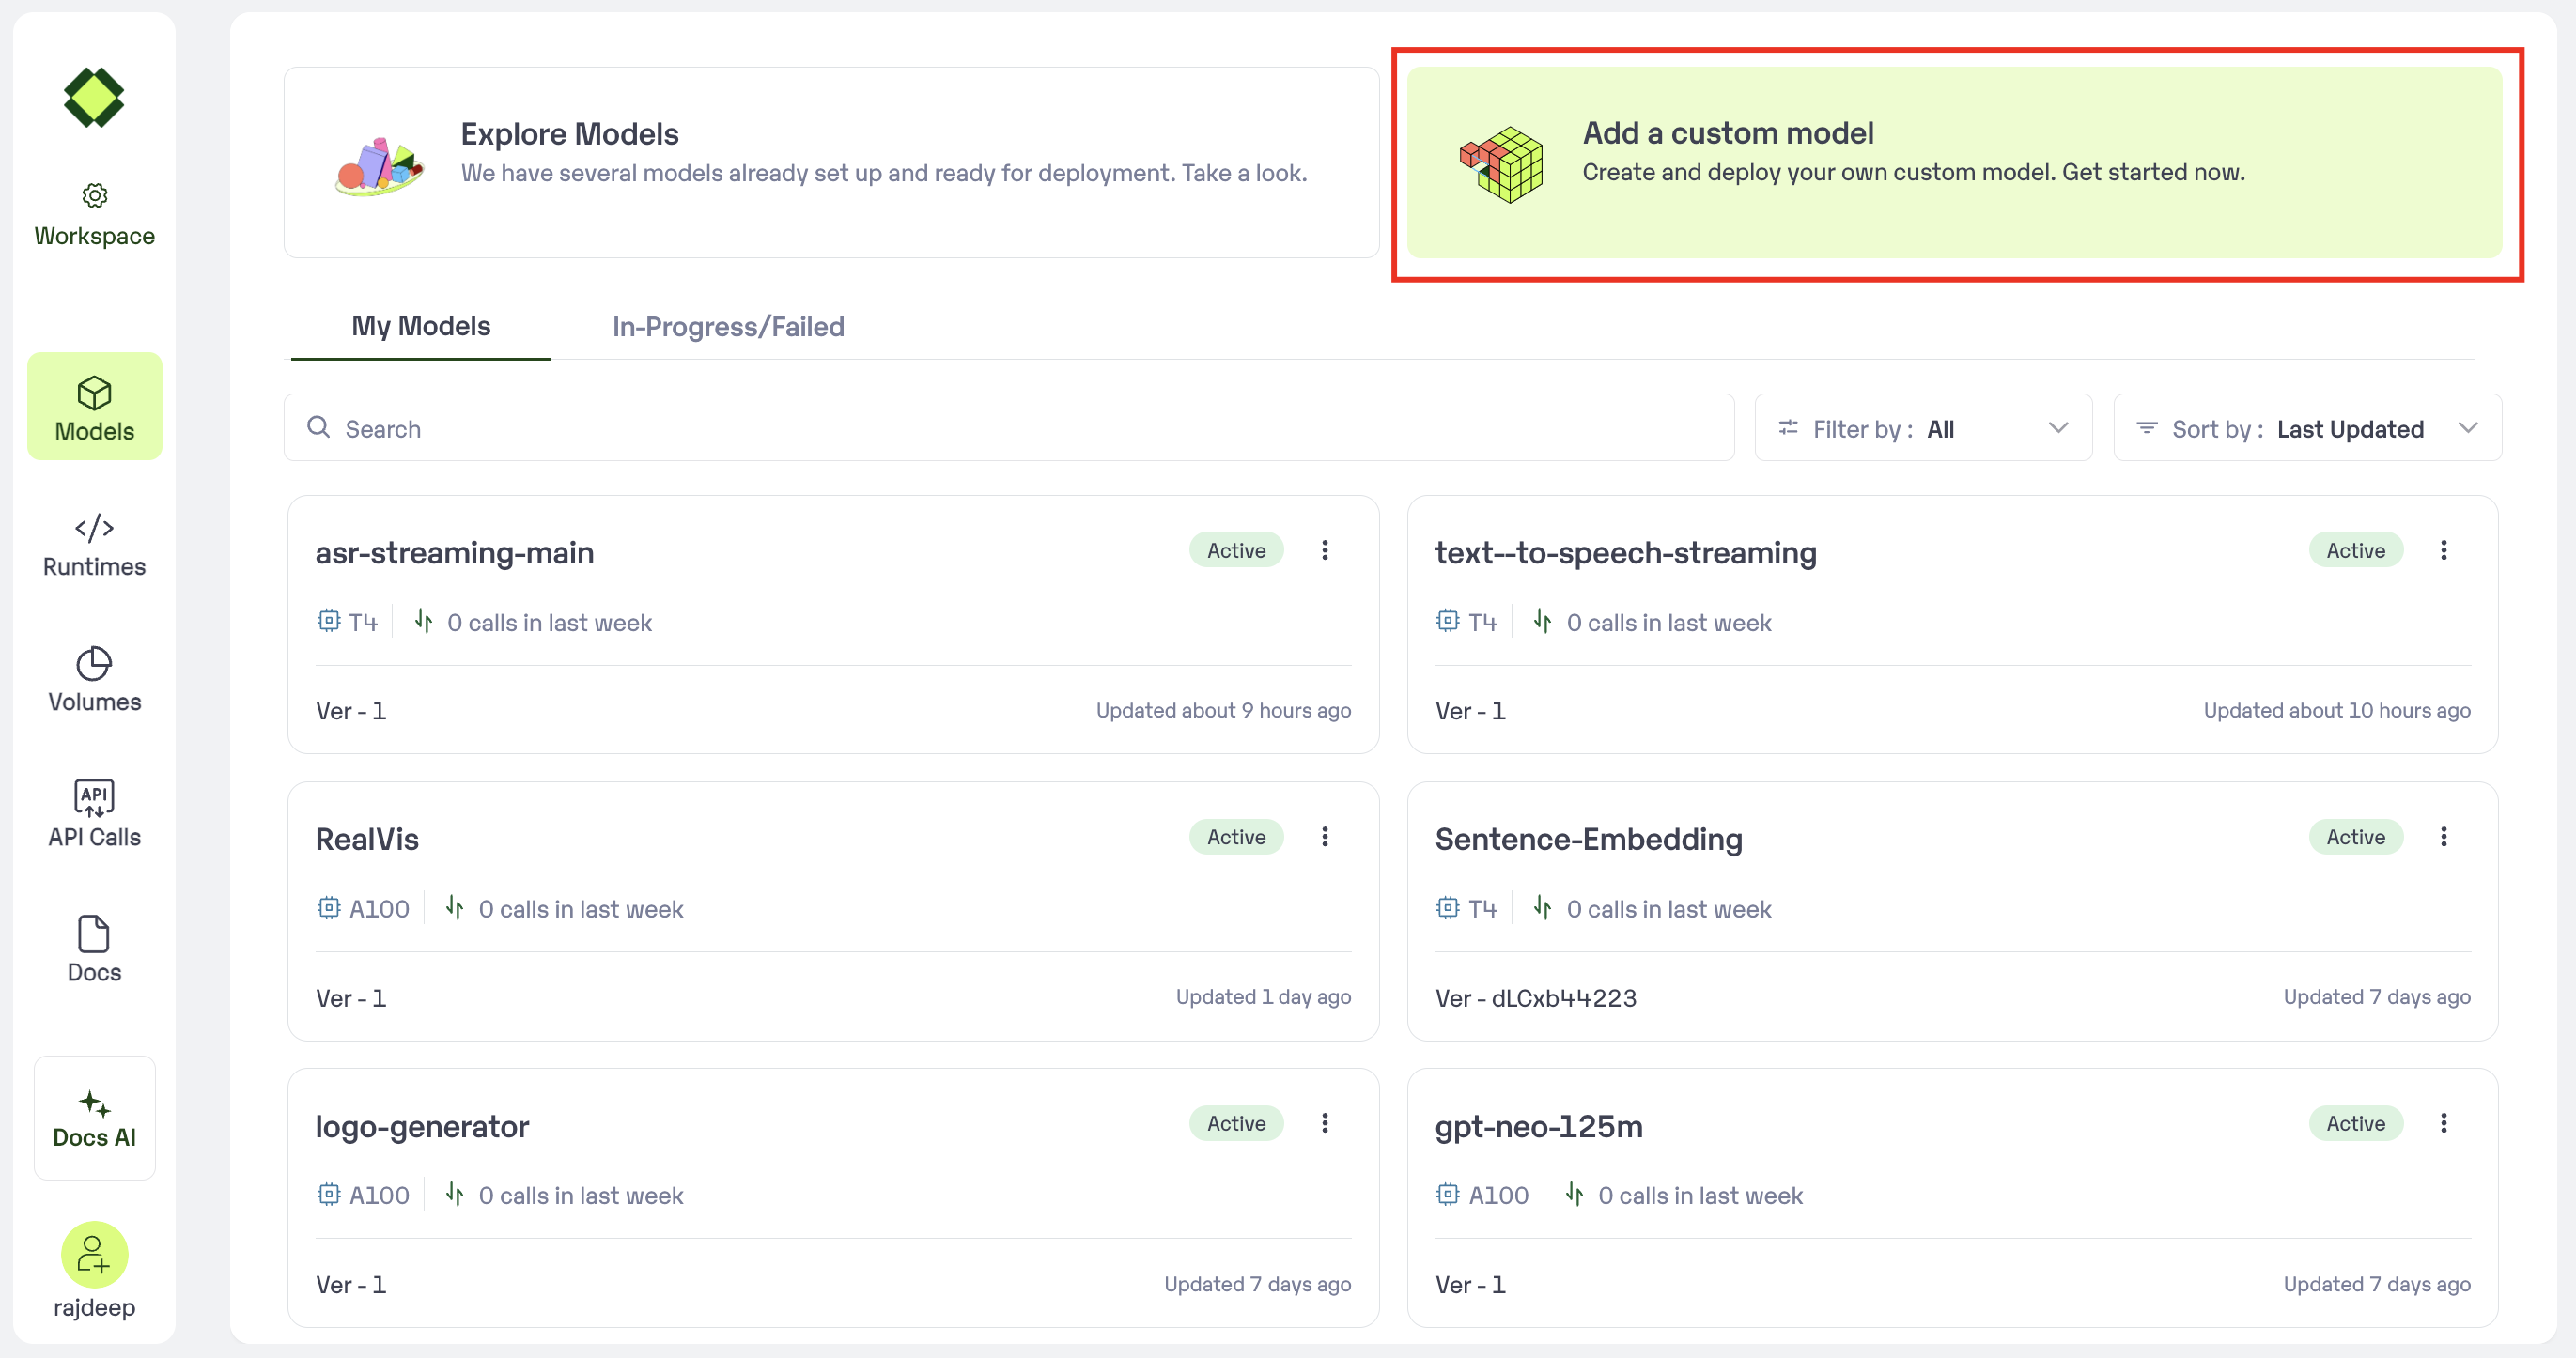 Workspace
Models
Runtimes
Volumes
API
API Calls
Docs
Docs AI
rajdeep
Explore Models
We have several models already set up and ready for deployment. Take a look.
Add a custom model
Create and deploy your own custom model. Get started now.
My Models
In-Progress/Failed
Search
Filter by : All
Sort by : Last Updated
asr-streaming-main
Active
T4
0 calls in last week
Ver - 1
Updated about 9 hours ago
text--to-speech-streaming
Active
T4
0 calls in last week
Ver - 1
Updated about 10 hours ago
RealVis
Active
A100
0 calls in last week
Ver - 1
Updated 1 day ago
Sentence-Embedding
Active
T4
0 calls in last week
Ver - dLCxb44223
Updated 7 days ago
logo-generator
Active
A100
0 calls in last week
Ver - 1
Updated 7 days ago
gpt-neo-125m
Active
A100
0 calls in last week
Ver - 1
Updated 7 days ago